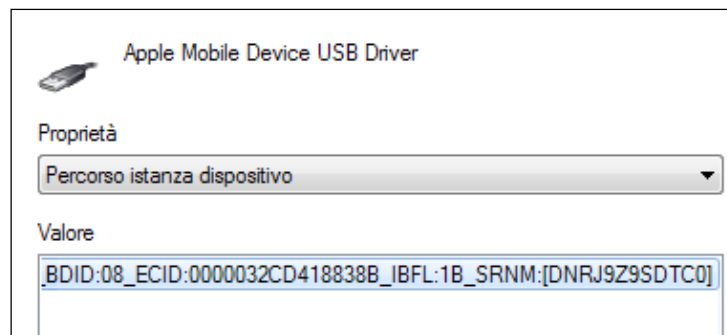 Apple Mobile Device USB Driver
Proprietà
Percorso istanza dispositivo
Valore
_BDID:08_ECID:0000032CD418838B_IBFL:1B_SRNM:[DNRJ9Z9SDTC0]